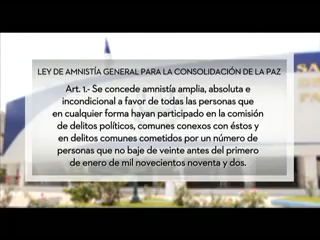 LEY DE AMNISTÍA GENERAL PARA LA CONSOLIDACIÓN DE LA PAZ
Art. 1.- Se concede amnistía amplia, absoluta e
incondicional a favor de todas las personas que
en cualquier forma hayan participado en la comisión
de delitos políticos, comunes conexos con éstos y
en delitos comunes cometidos por un número de
personas que no baje de veinte antes del primero
de enero de mil novecientos noventa y dos.